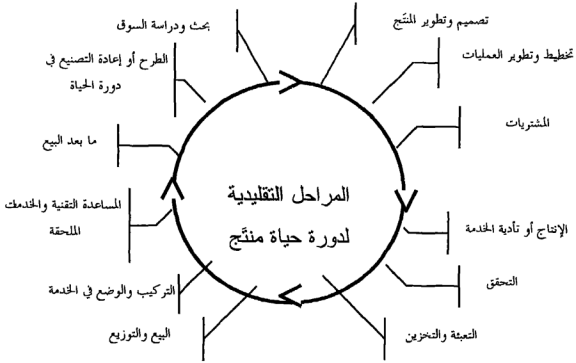 المراحل التقليدية
لدورة حياة منتَج
بحث ودراسة السوق
تصميم وتطوير المنتَج
تخطيط وتطوير العمليات
المشتريات
الإنتاج أو تأدية الخدمة
التحقق
التعبئة والتخزين
البيع والتوزيع
التركيب والوضع في الخدمة
المساعدة التقنية والخدمات
الملحقة
ما بعد البيع
الطرح أو إعادة التصنيع في
دورة الحياة